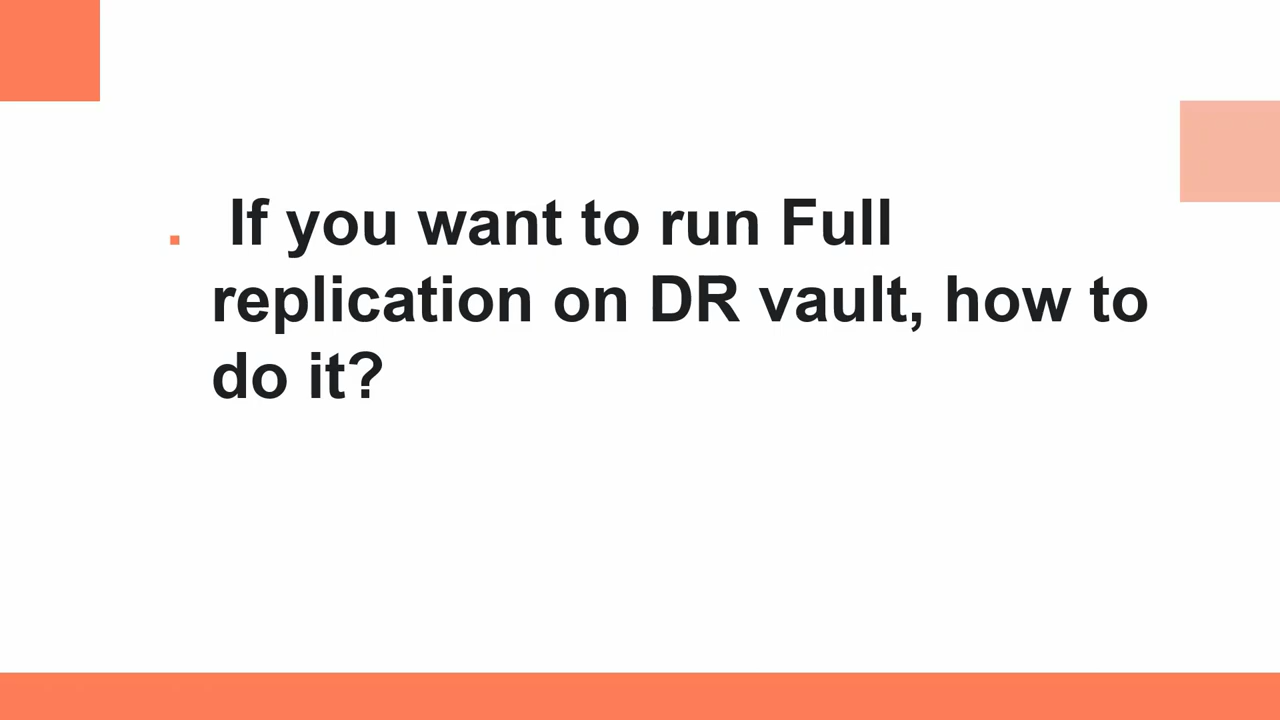 . If you want to run Full
replication on DR vault, how to
do it?